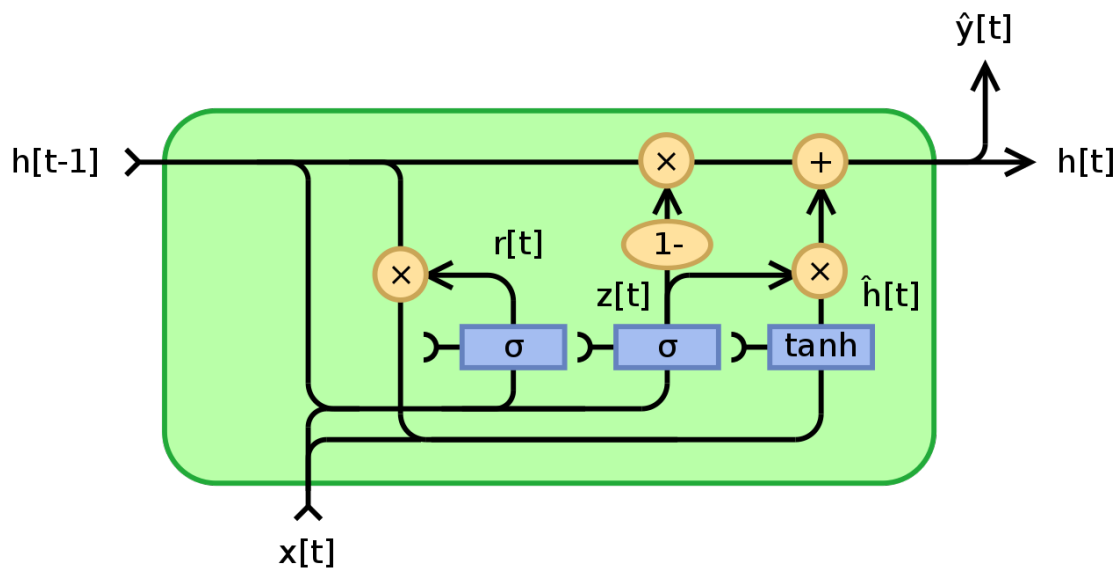 ŷ[t]
h[t-1]
×
+
h[t]
r[t]
1-
×
z[t]
×
ĥ[t]
σ
σ
tanh
x[t]